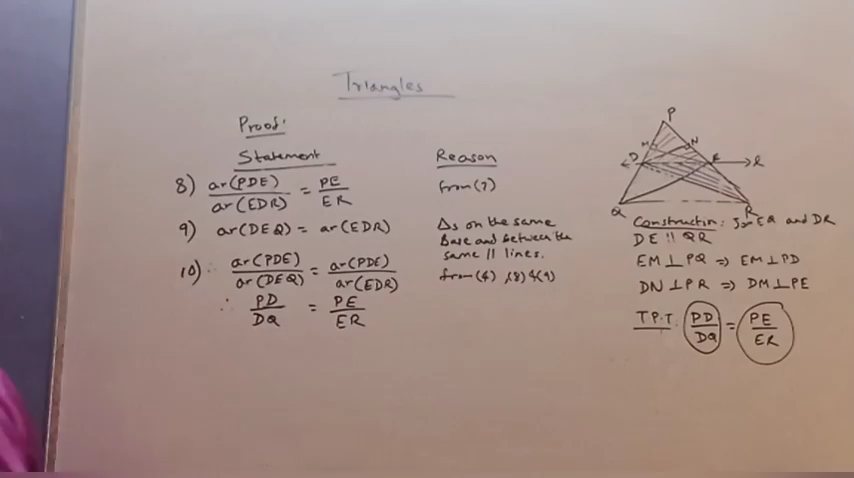 Triangles
Proof:
Statement
Reason
8) ar(PDE)/ar(EDR) = PE/ER
from(7)
9) ar(DEQ) = ar(EDR)
Δs on the same
Base and between the
same || lines.
10) ∴ ar(PDE)/ar(DEQ) = ar(PDE)/ar(EDR)
from (4) ,(8) & (9)
∴ PD/DQ = PE/ER
P
M
N
D
E
l
Q
R
Construction: Join EQ and DR
DE || QR
EM ⊥ PQ ⇒ EM ⊥ PD
DN ⊥ PR ⇒ DM ⊥ PE
T.P.T. PD/DQ = PE/ER